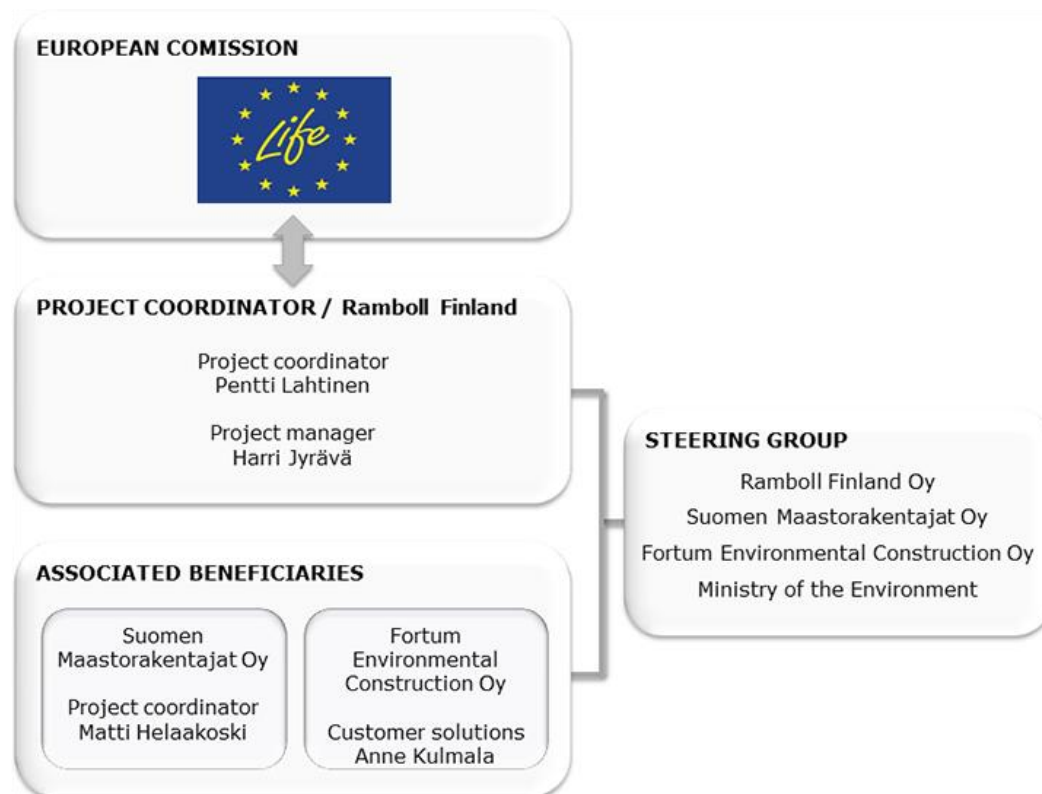 EUROPEAN COMISSION
Life
PROJECT COORDINATOR / Ramboll Finland
Project coordinator
Pentti Lahtinen
Project manager
Harri Jyrävä
STEERING GROUP
Ramboll Finland Oy
Suomen Maastorakentajat Oy
Fortum Environmental Construction Oy
Ministry of the Environment
ASSOCIATED BENEFICIARIES
Suomen
Maastorakentajat Oy
Project coordinator
Matti Helaakoski
Fortum
Environmental
Construction Oy
Customer solutions
Anne Kulmala